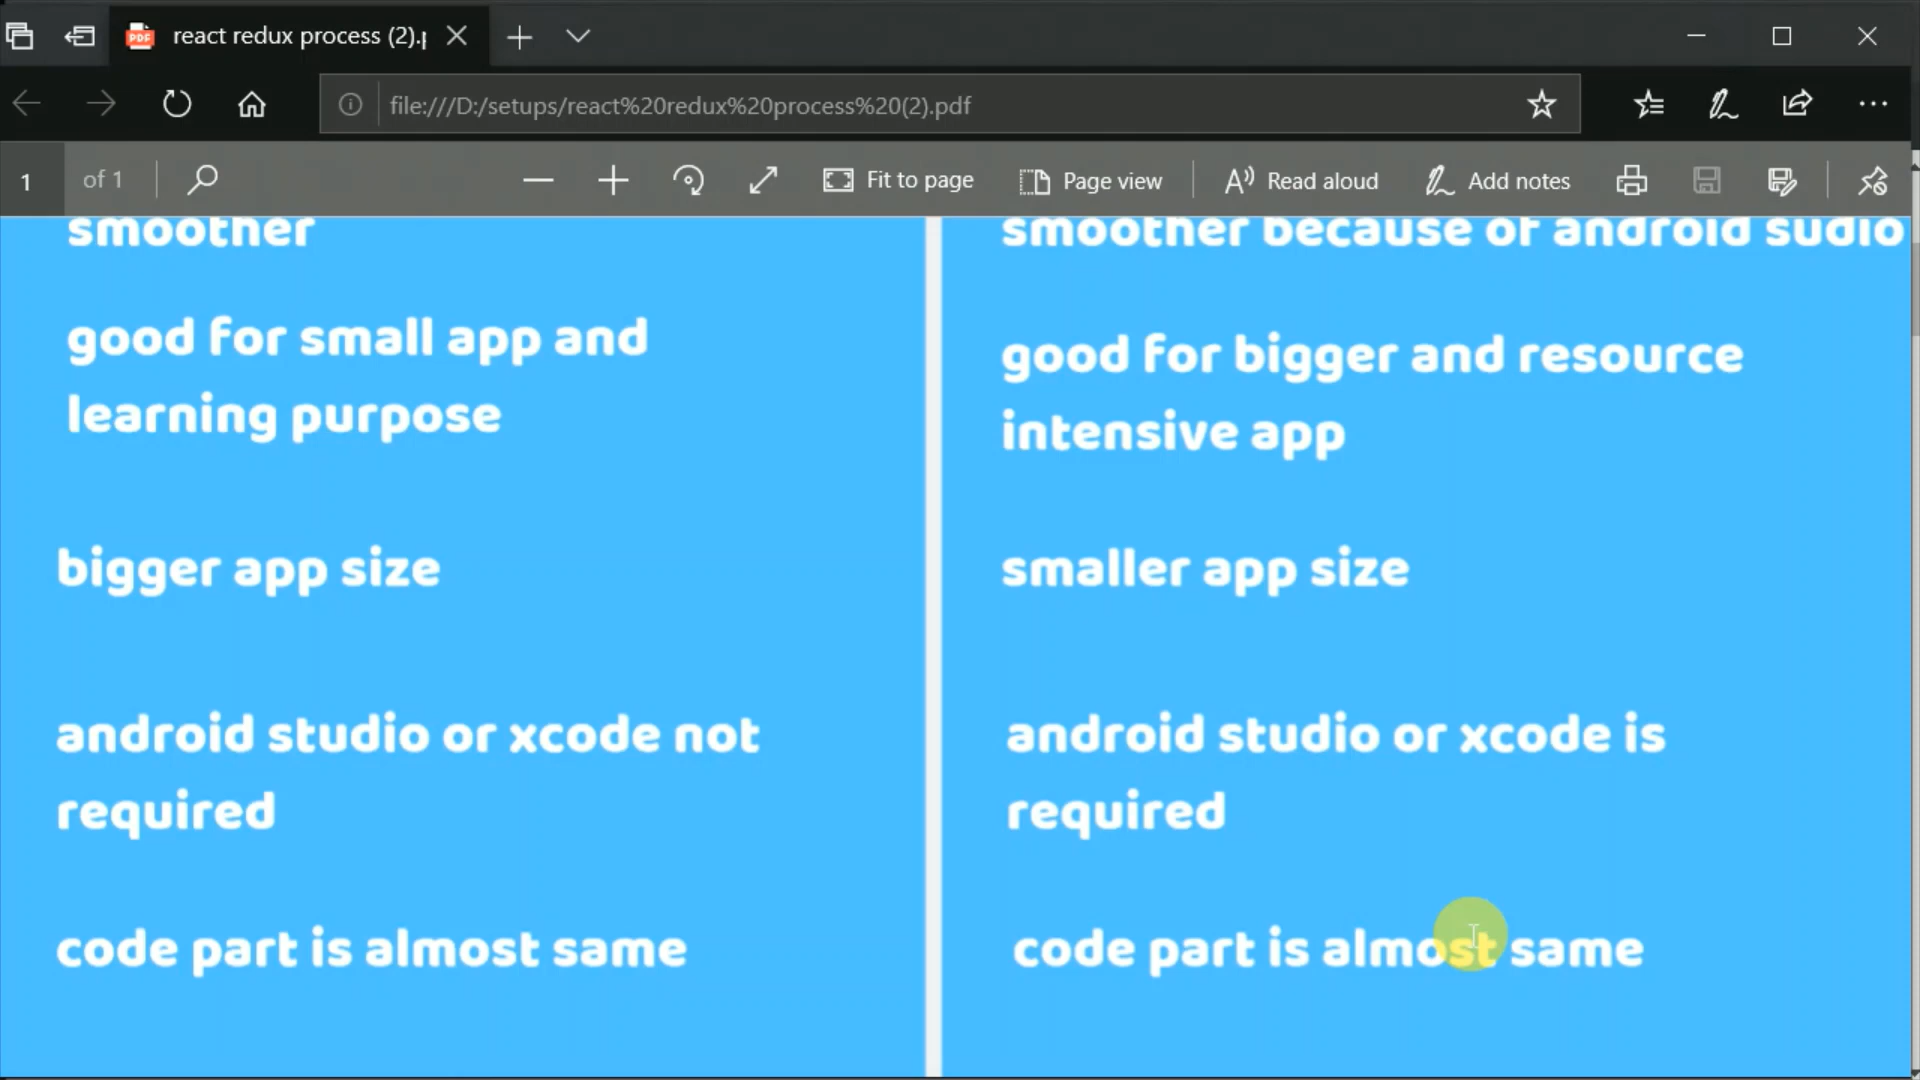 react redux process (2).p
file:///D:/setups/react%20redux%20process%20(2).pdf
1 of 1
Fit to page
Page view
Read aloud
Add notes
smoother
good for small app and
learning purpose
bigger app size
android studio or xcode not
required
code part is almost same
smoother because of android sudio
good for bigger and resource
intensive app
smaller app size
android studio or xcode is
required
code part is almost same